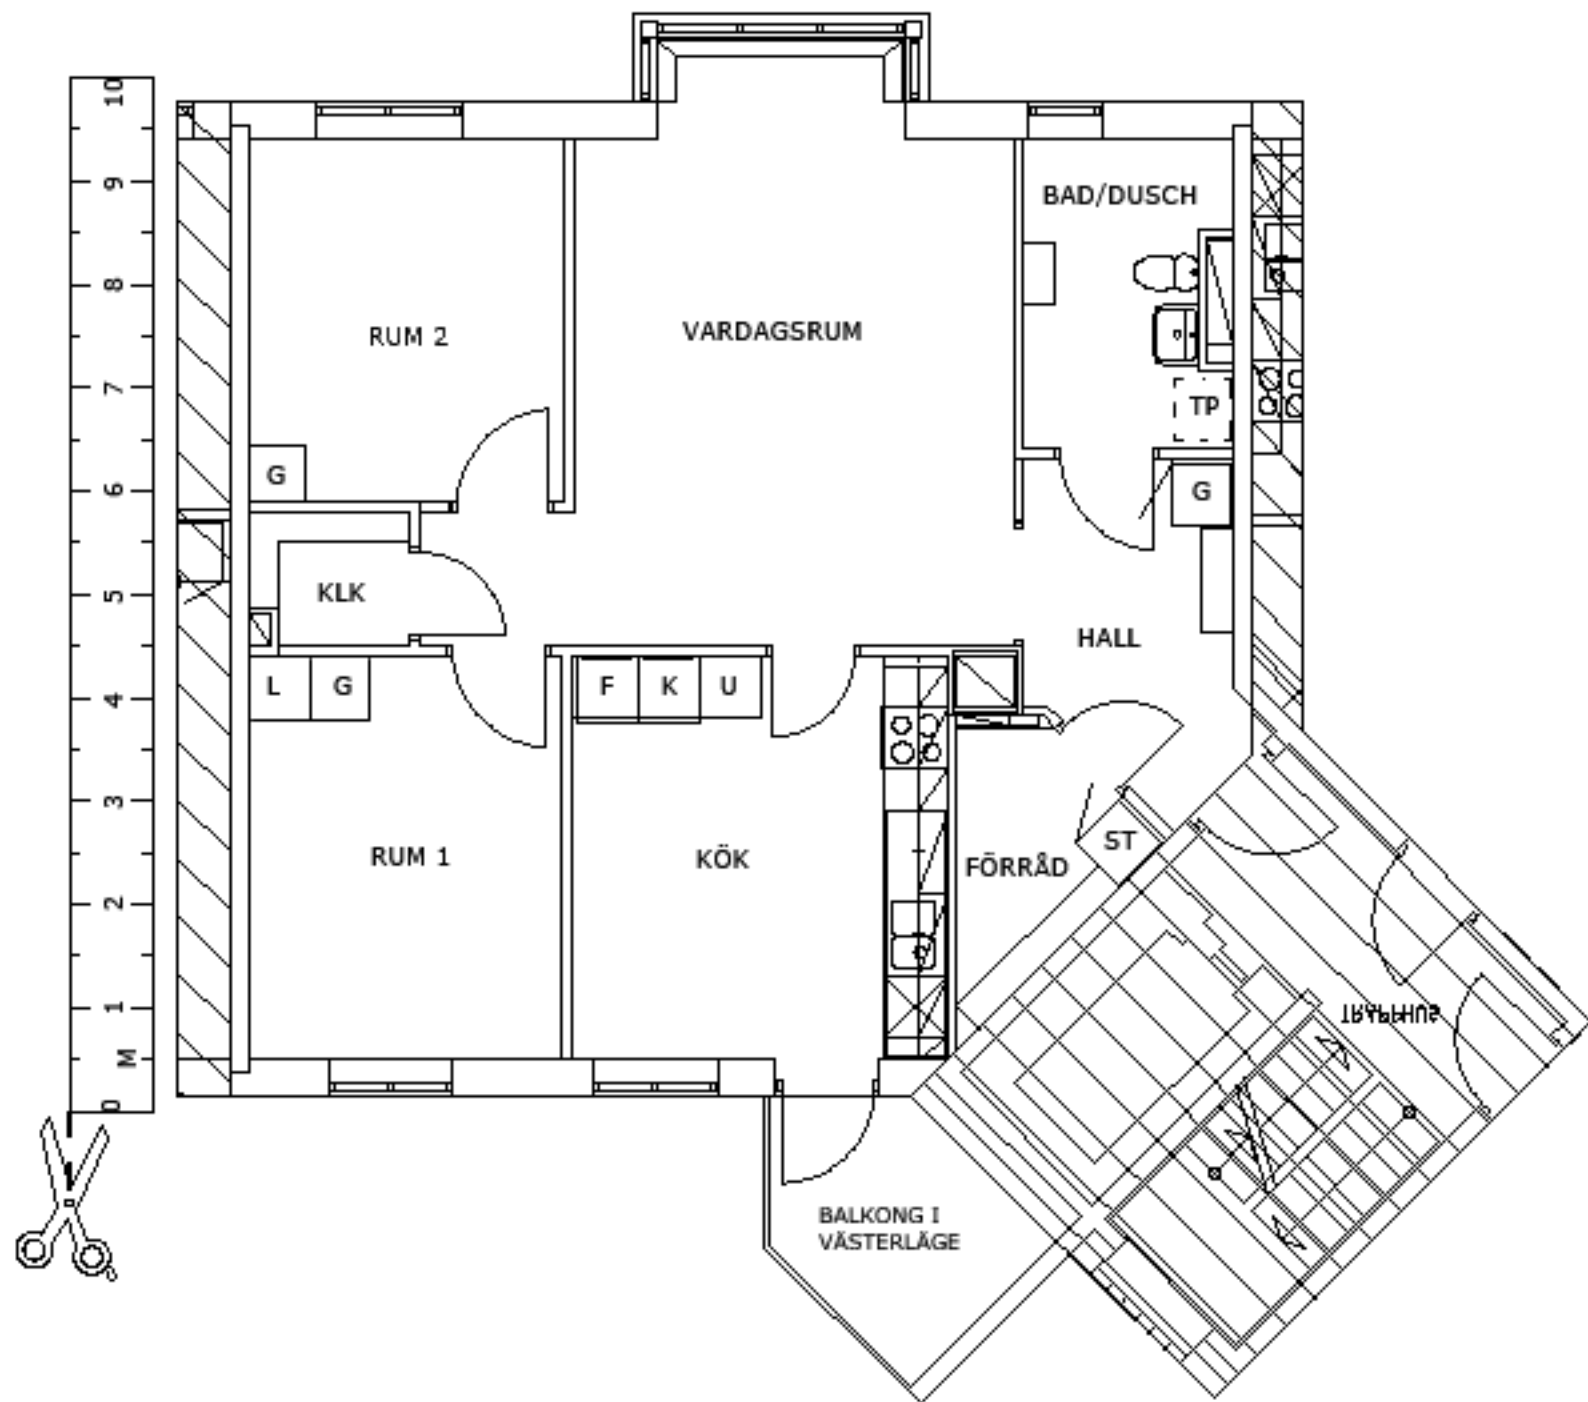 10
9
8
7
6
5
4
3
2
1
M
0
BAD/DUSCH
RUM 2
VARDAGSRUM
TP
G
G
KLK
HALL
L
G
F
K
U
RUM 1
KÖK
FÖRRÅD
ST
TRAPPHUS
BALKONG I
VÄSTERLÄGE